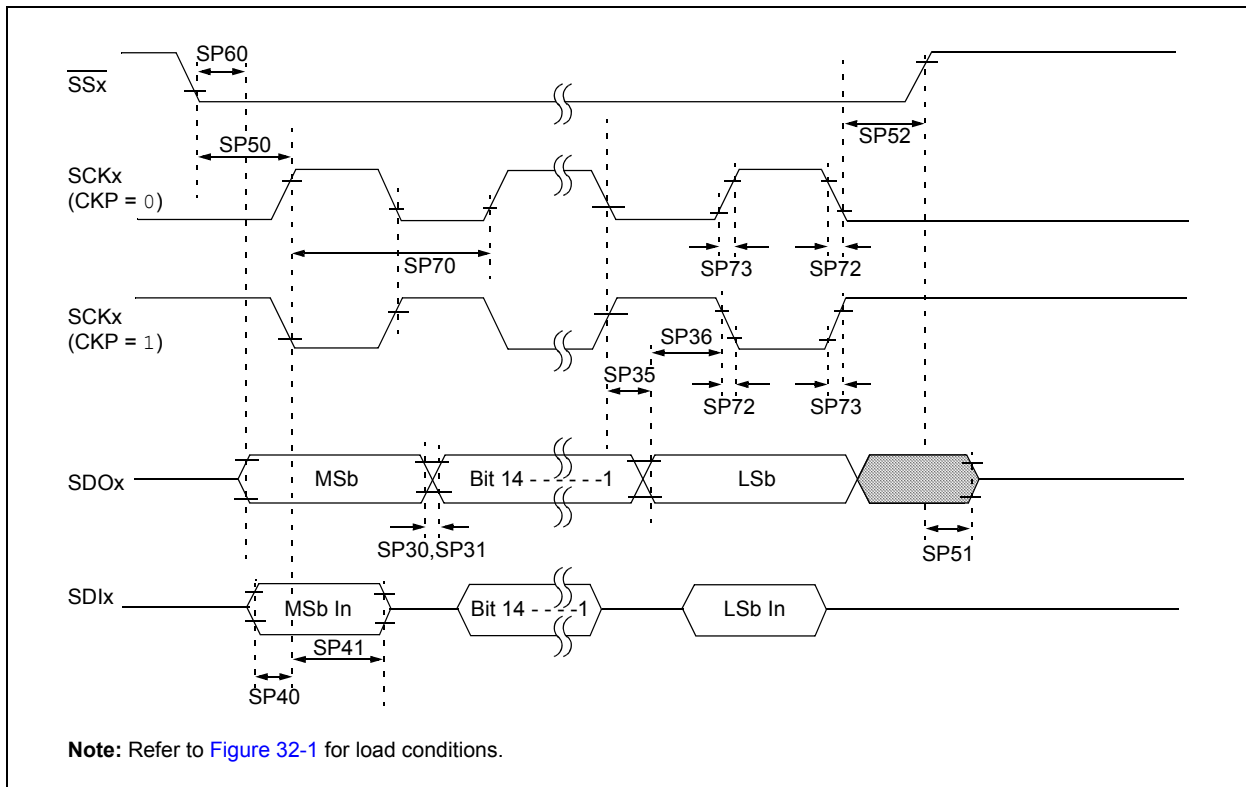 SP60
SSx
SP50
SP52
SCKx
(CKP = 0)
SP70
SP73
SP72
SCKx
(CKP = 1)
SP36
SP35
SP72
SP73
SDOx
MSb
Bit 14 - - - - - -1
LSb
SP30,SP31
SP51
SDIx
MSb In
Bit 14 - - - -1
LSb In
SP41
SP40
Note: Refer to Figure 32-1 for load conditions.